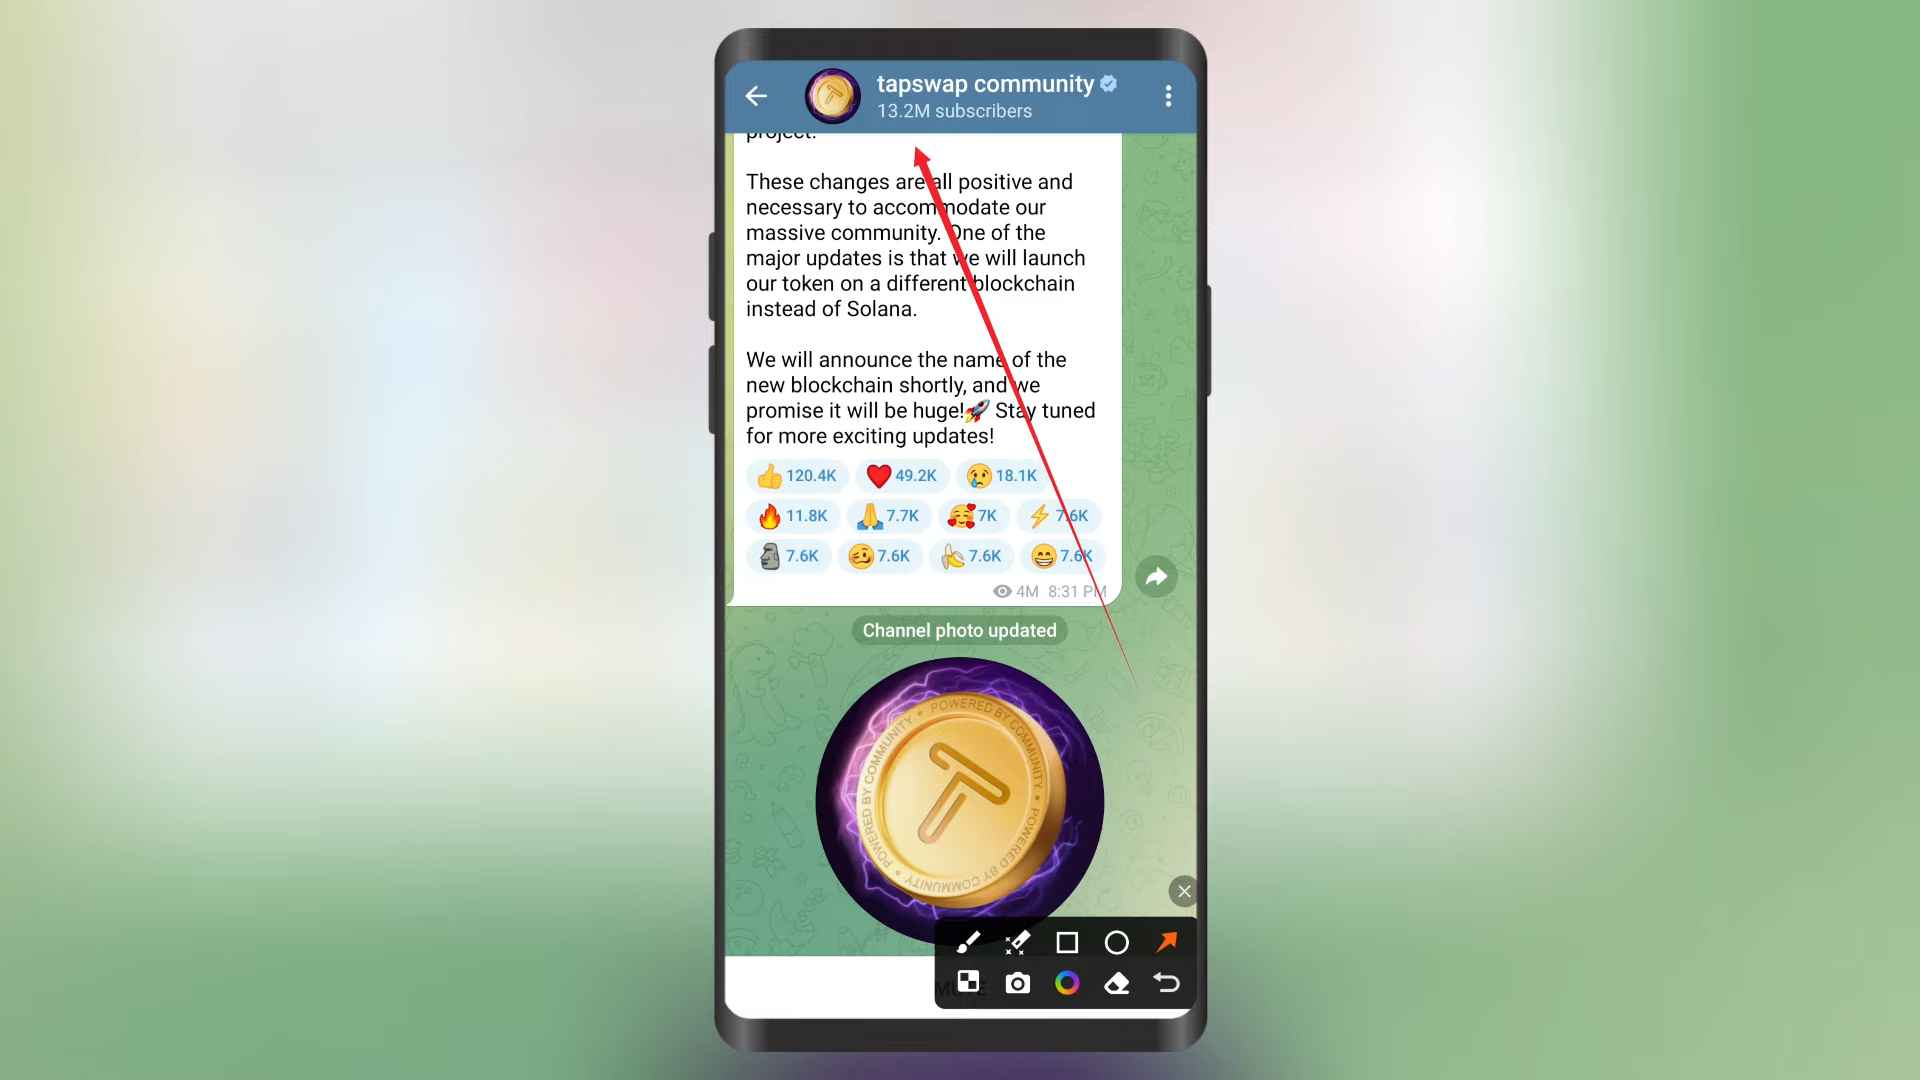 tapswap community
13.2M subscribers
project.
These changes are all positive and
necessary to accommodate our
massive community. One of the
major updates is that we will launch
our token on a different blockchain
instead of Solana.
We will announce the name of the
new blockchain shortly, and we
promise it will be huge!🚀 Stay tuned
for more exciting updates!
👍 120.4K ❤ 49.2K 😢 18.1K
🔥 11.8K 🙏 7.7K 🥰 7K ⚡ 7.6K
🗿 7.6K 🥴 7.6K 🍌 7.6K 😁 7.6K
4M 8:31 PM
Channel photo updated
POWERED BY COMMUNITY • POWERED BY COMMUNITY • POWERED BY COMMUNITY •
MUTE